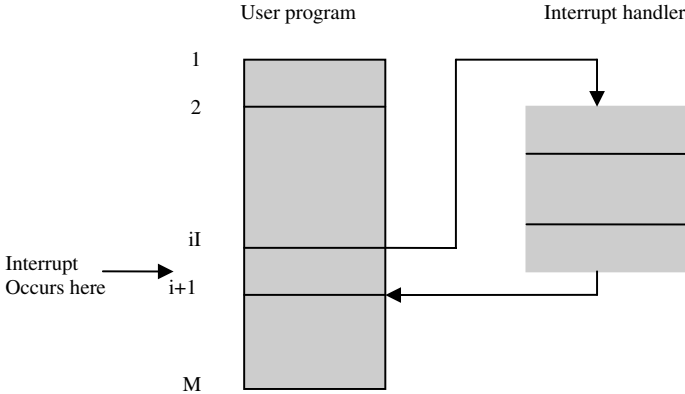 User program
Interrupt handler
1
2
iI
Interrupt
Occurs here
i+1
M